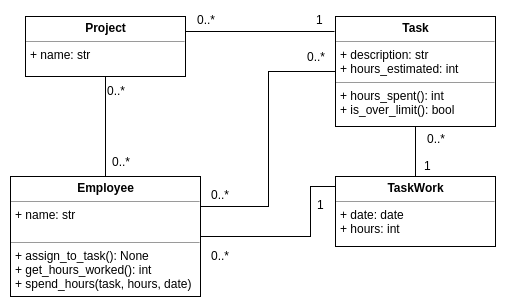 Project
+ name: str
0..*
1
Task
+ description: str
+ hours_estimated: int
+ hours_spent(): int
+ is_over_limit(): bool
0..*
0..*
0..*
0..*
1
Employee
+ name: str
+ assign_to_task(): None
+ get_hours_worked(): int
+ spend_hours(task, hours, date)
0..*
1
0..*
TaskWork
+ date: date
+ hours: int